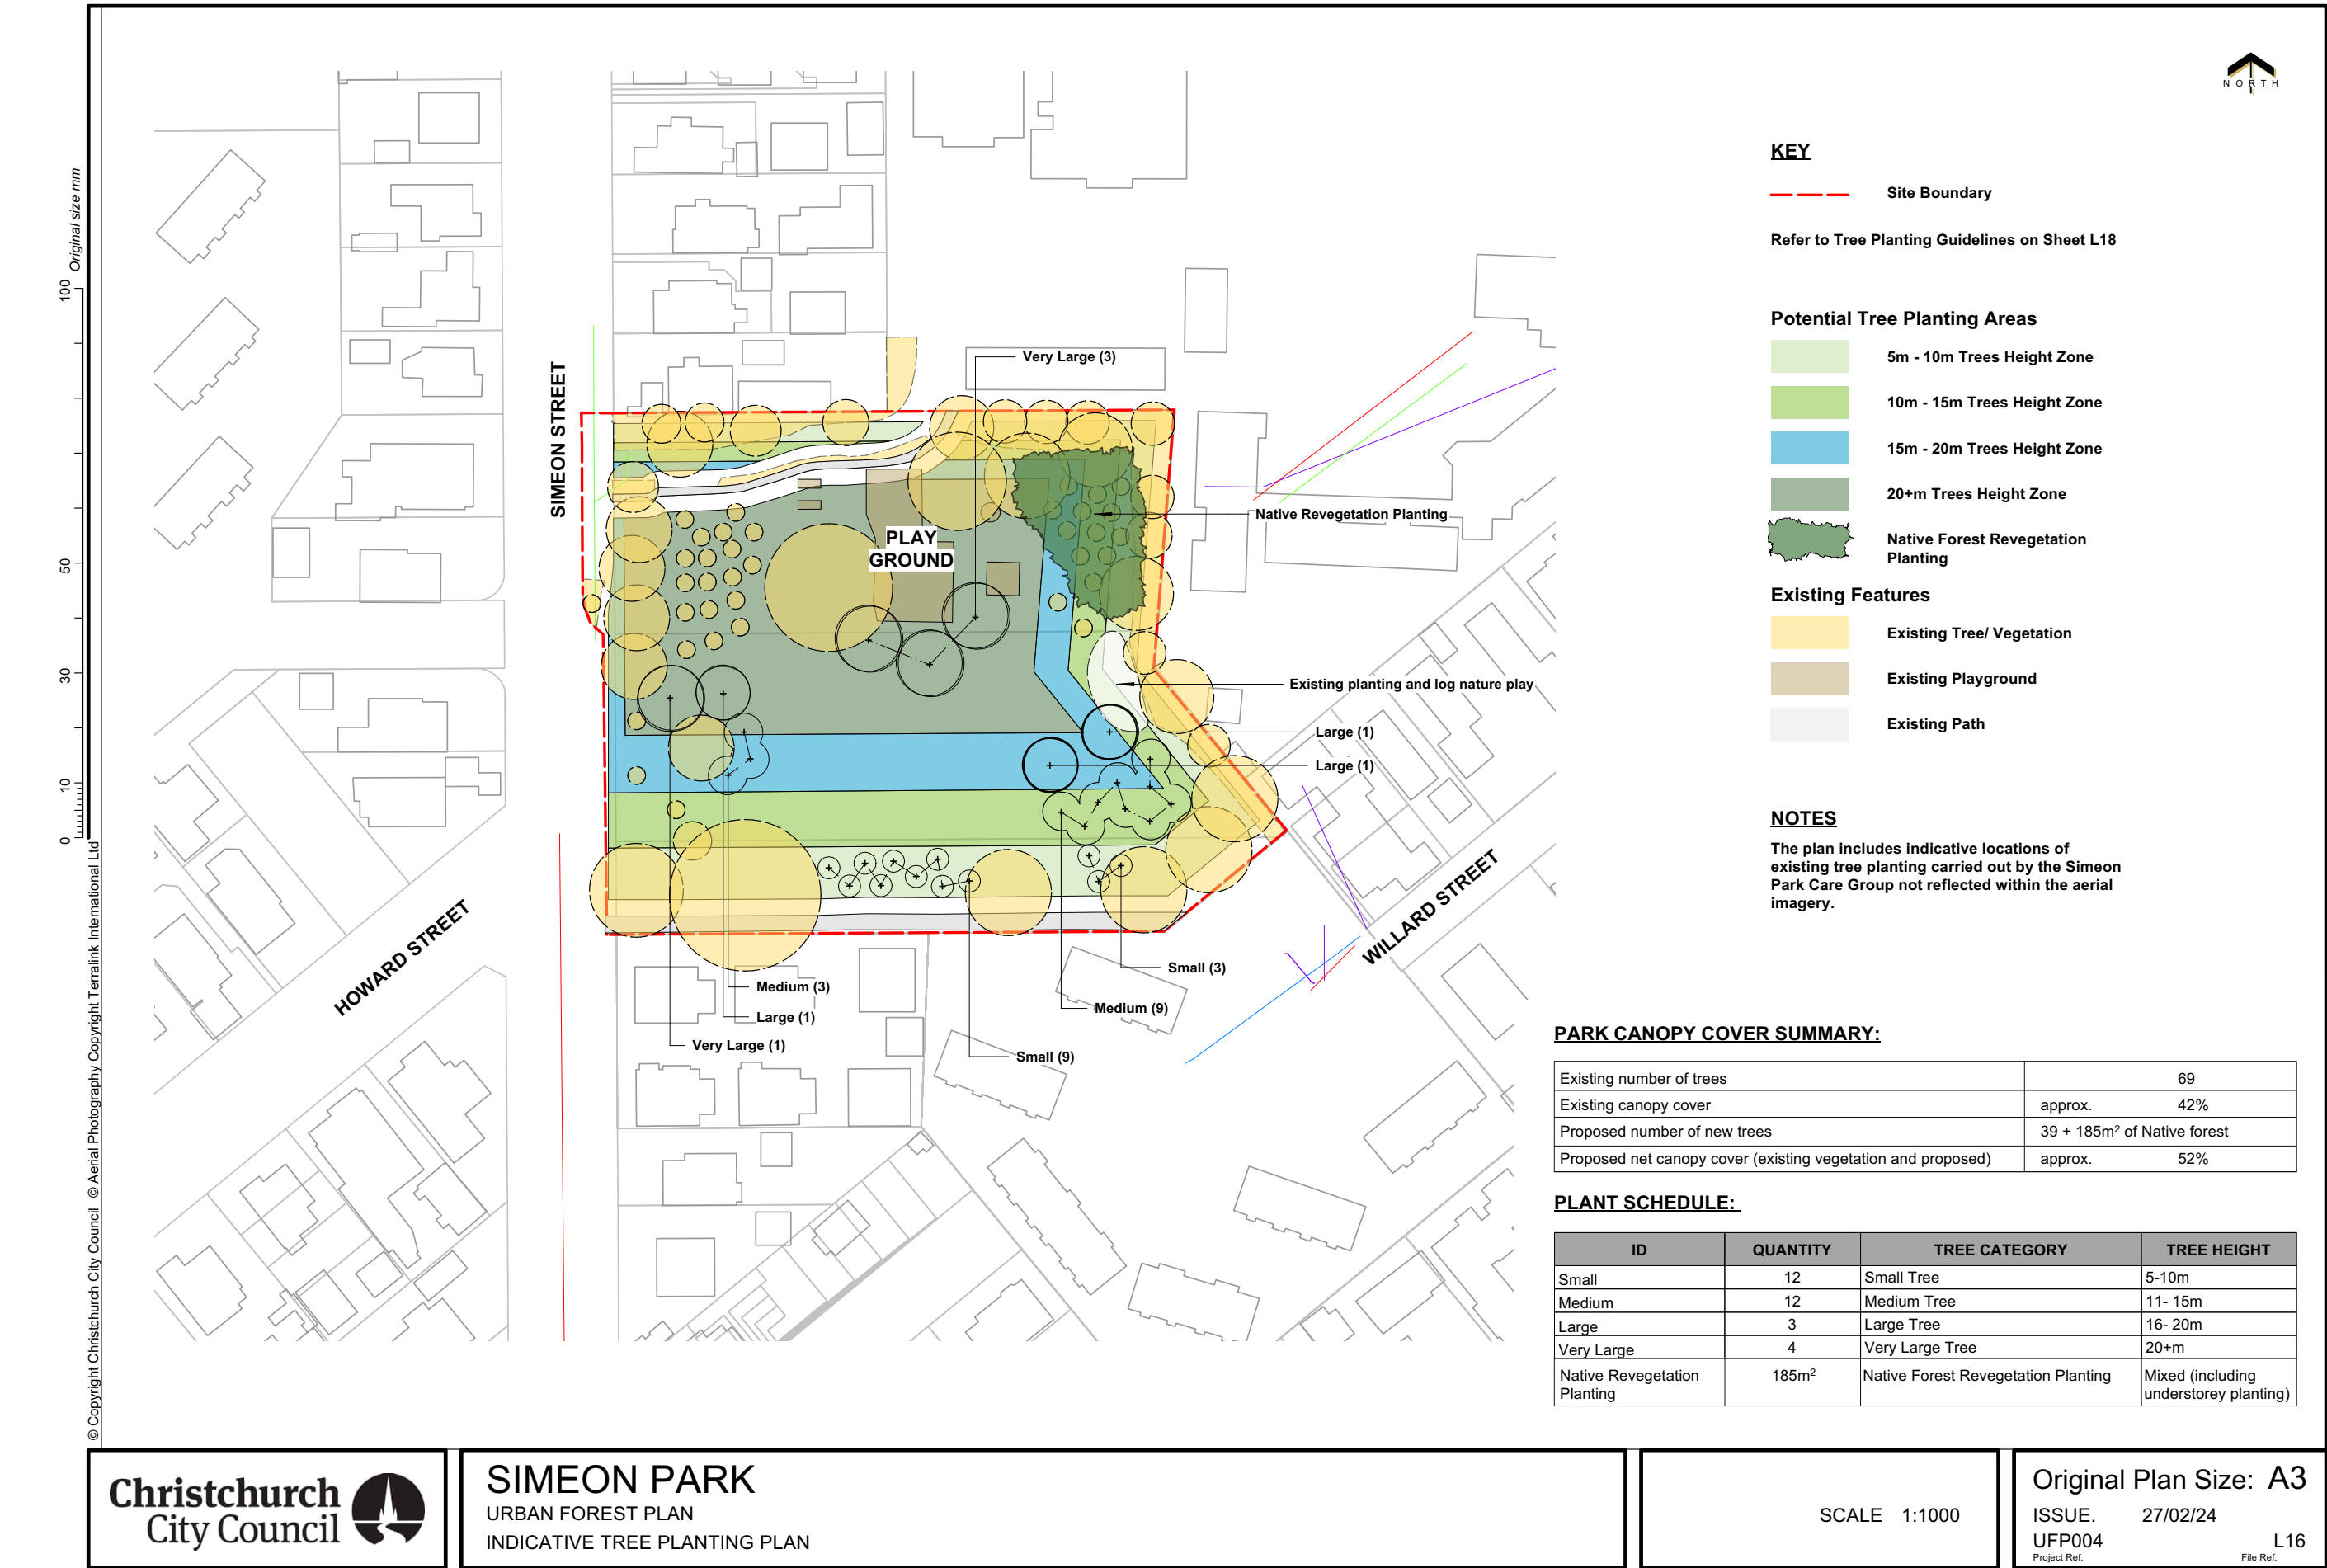 NORTH
KEY
Site Boundary
Refer to Tree Planting Guidelines on Sheet L18
Potential Tree Planting Areas
5m - 10m Trees Height Zone
10m - 15m Trees Height Zone
15m - 20m Trees Height Zone
20+m Trees Height Zone
Native Forest Revegetation
Planting
Existing Features
Existing Tree/ Vegetation
Existing Playground
Existing Path
NOTES
The plan includes indicative locations of
existing tree planting carried out by the Simeon
Park Care Group not reflected within the aerial
imagery.
Original size mm
100
50
30
10
0
© Copyright Christchurch City Council © Aerial Photography Copyright Terralink International Ltd
SIMEON STREET
HOWARD STREET
WILLARD STREET
Very Large (3)
PLAY
GROUND
Native Revegetation Planting
Existing planting and log nature play
Large (1)
Large (1)
Small (3)
Medium (3)
Medium (9)
Large (1)
Very Large (1)
Small (9)
PARK CANOPY COVER SUMMARY:
Existing number of trees 69
Existing canopy cover approx. 42%
Proposed number of new trees 39 + 185m² of Native forest
Proposed net canopy cover (existing vegetation and proposed) approx. 52%
PLANT SCHEDULE:
ID QUANTITY TREE CATEGORY TREE HEIGHT
Small 12 Small Tree 5-10m
Medium 12 Medium Tree 11- 15m
Large 3 Large Tree 16- 20m
Very Large 4 Very Large Tree 20+m
Native Revegetation 185m² Native Forest Revegetation Planting Mixed (including
Planting understorey planting)
Christchurch
City Council
SIMEON PARK
URBAN FOREST PLAN
INDICATIVE TREE PLANTING PLAN
SCALE 1:1000
Original Plan Size: A3
ISSUE. 27/02/24
UFP004 L16
Project Ref. File Ref.